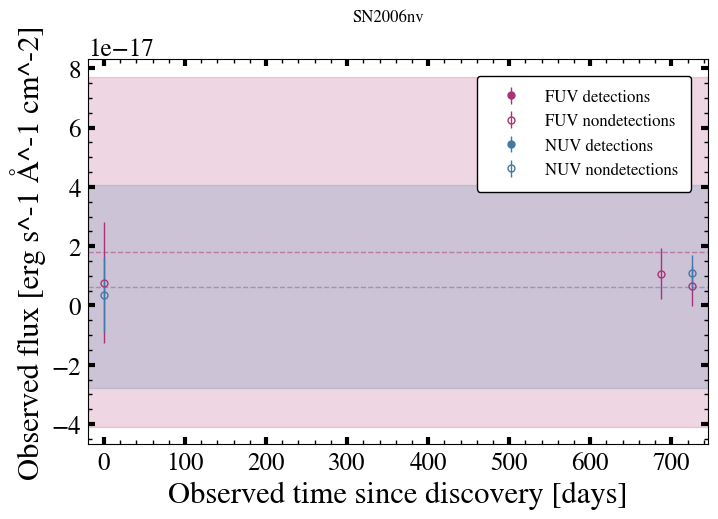 SN2006nv
1e−17
Observed flux [erg s^-1 Å^-1 cm^-2]
8
6
4
2
0
−2
−4
FUV detections
FUV nondetections
NUV detections
NUV nondetections
0 100 200 300 400 500 600 700
Observed time since discovery [days]